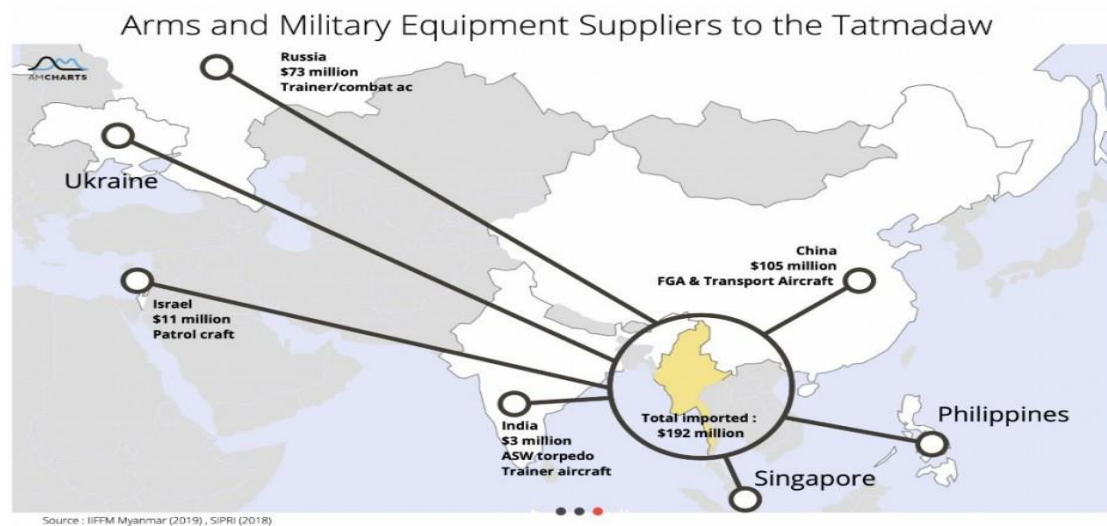 Arms and Military Equipment Suppliers to the Tatmadaw
AMCHARTS
Russia
$73 million
Trainer/combat ac
Ukraine
China
$105 million
FGA & Transport Aircraft
Israel
$11 million
Patrol craft
India
$3 million
ASW torpedo
Trainer aircraft
Total imported :
$192 million
Philippines
Singapore
Source : IIFFM Myanmar (2019) , SIPRI (2018)